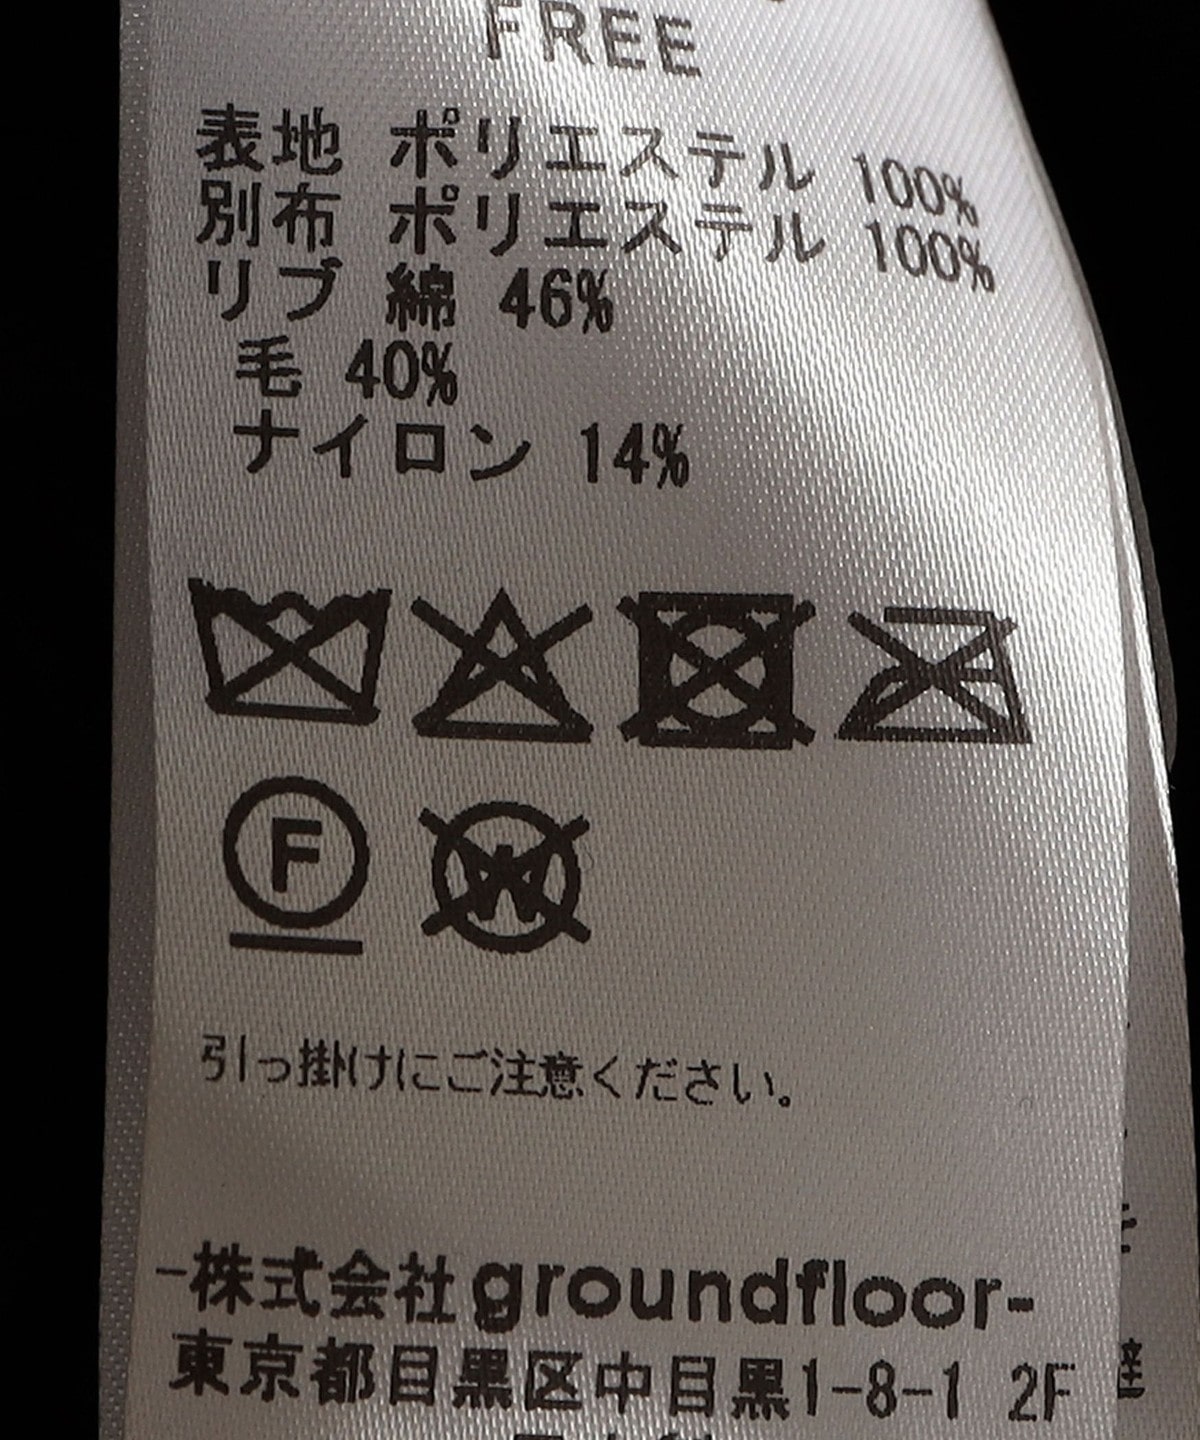 FREE
表地 ポリエステル 100%
別布 ポリエステル 100%
リブ 綿 46%
毛 40%
ナイロン 14%
F
W
引っ掛けにご注意ください。
-株式会社groundfloor-
東京都目黒区中目黒1-8-1 2F